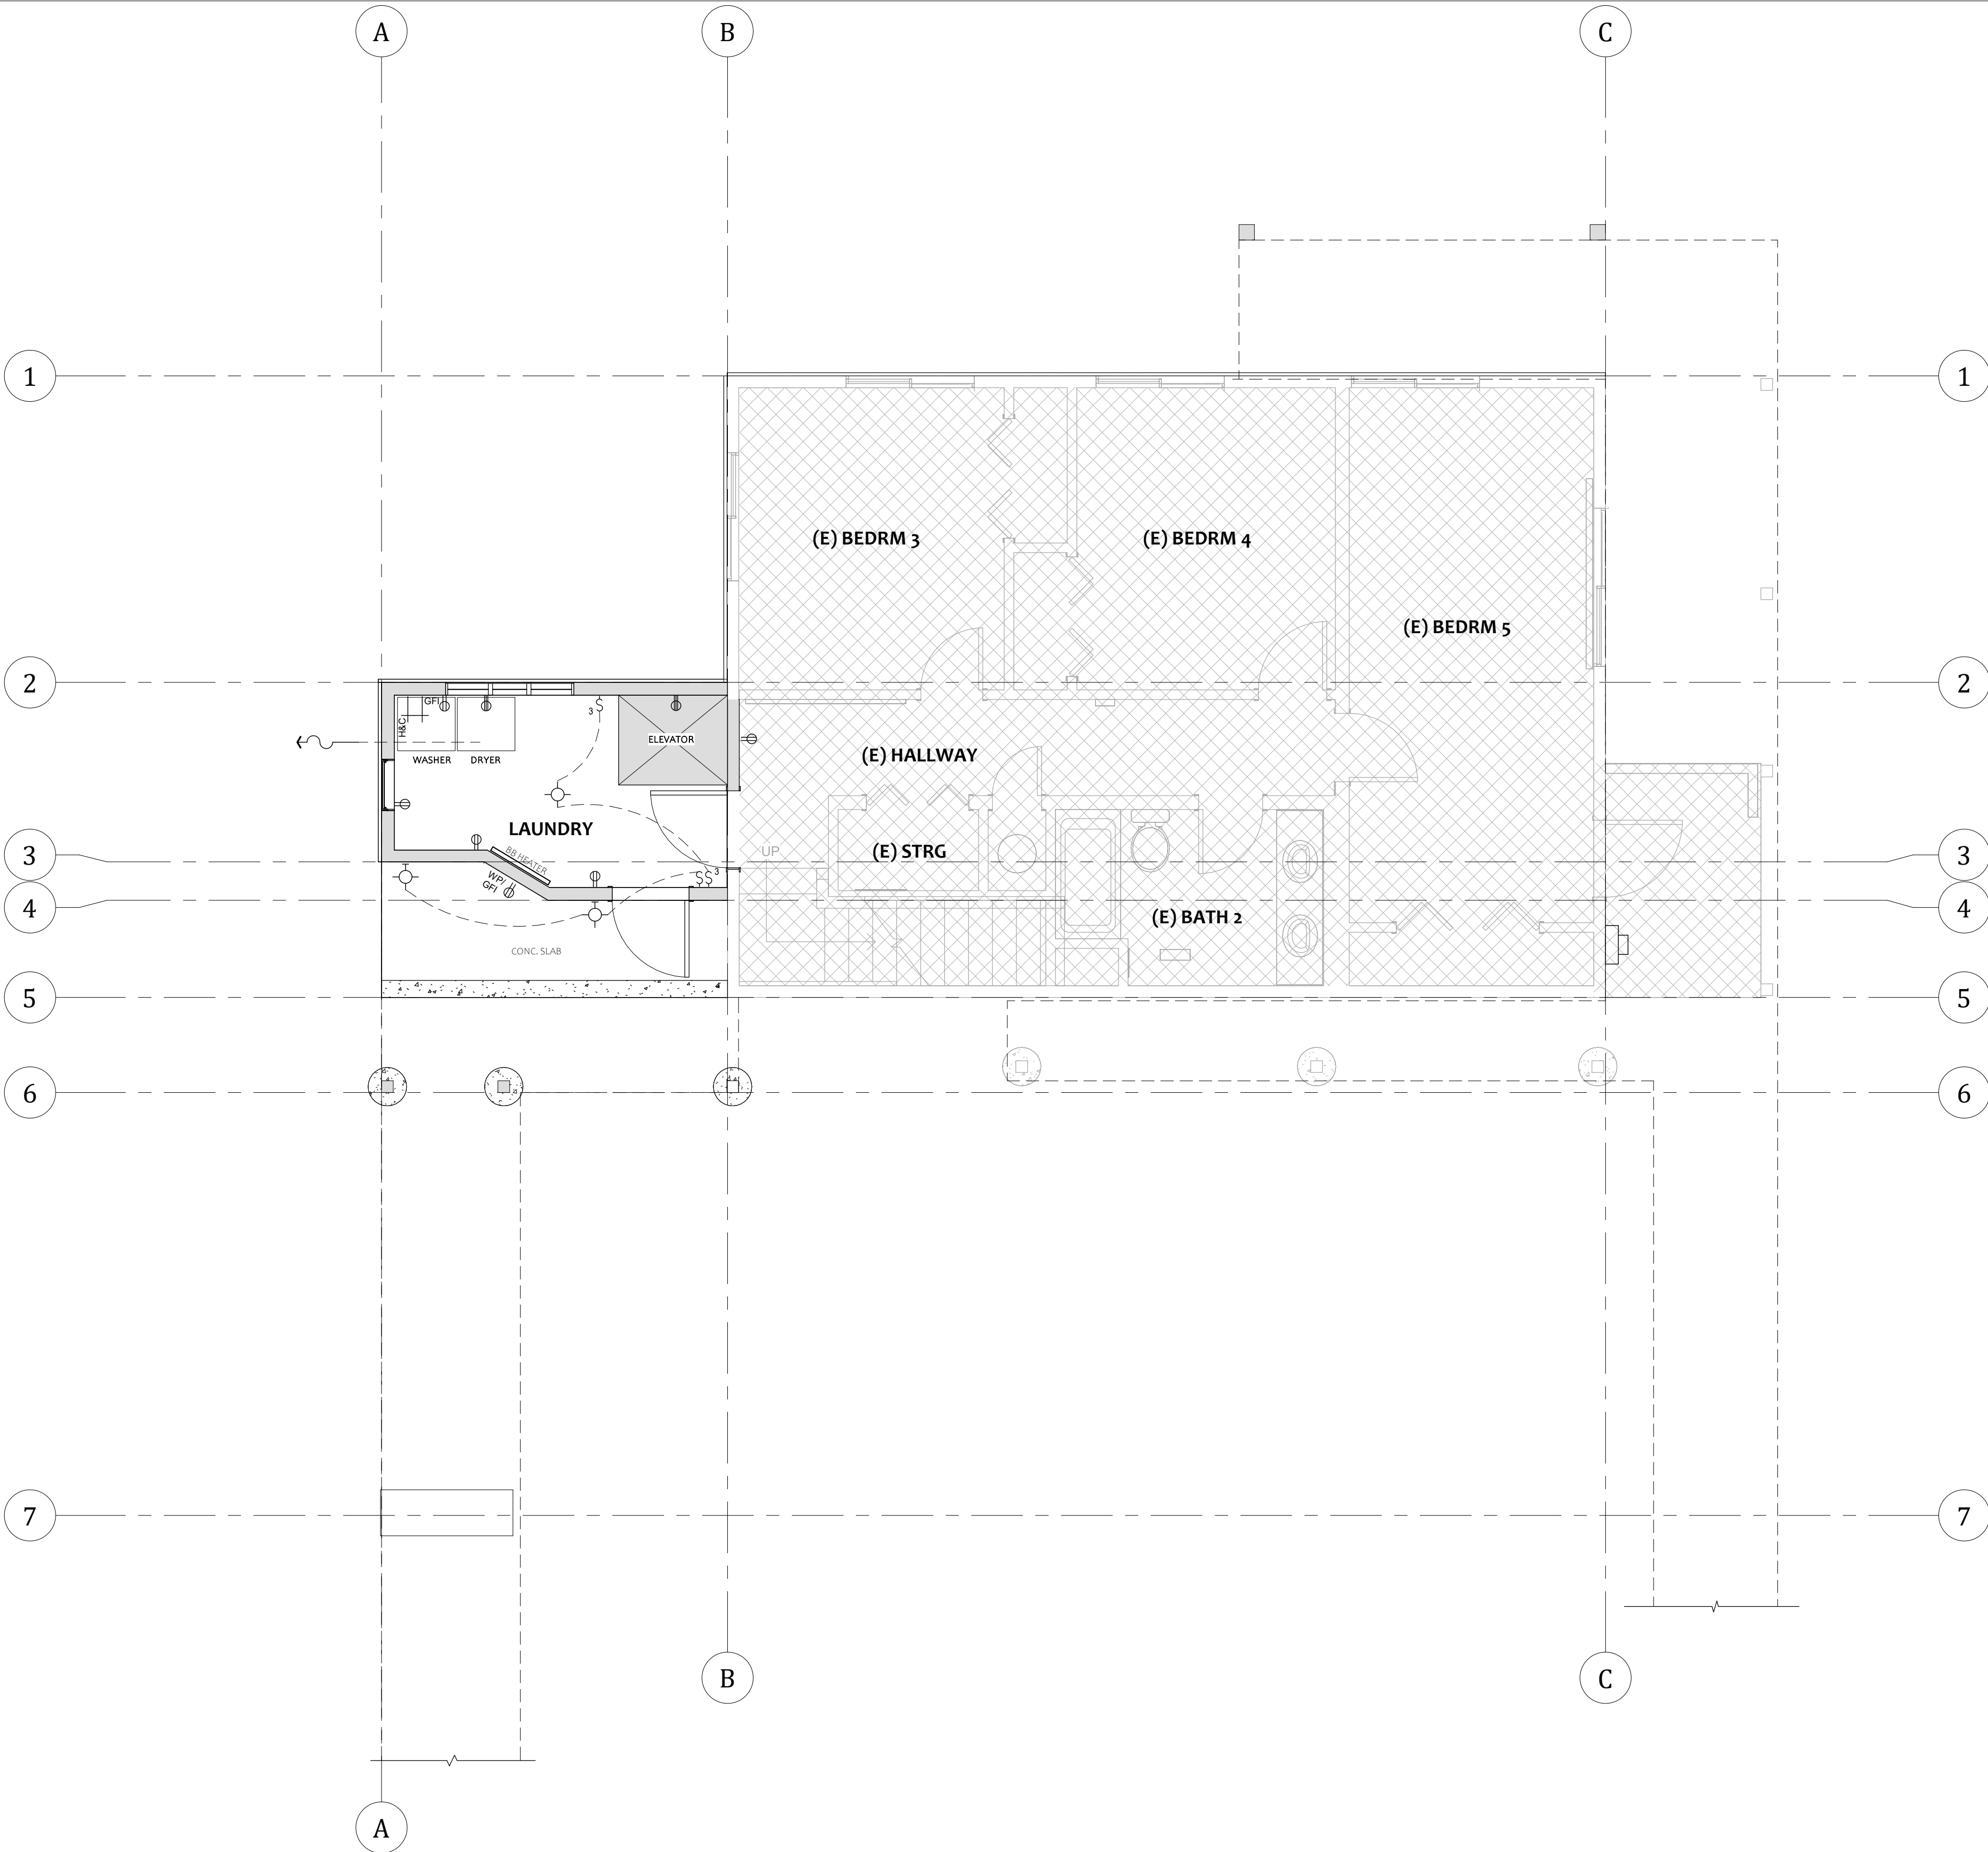 A
B
C
1
1
(E) BEDRM 3
(E) BEDRM 4
(E) BEDRM 5
2
2
GFI
H&C
3
ELEVATOR
WASHER
DRYER
(E) HALLWAY
LAUNDRY
(E) STRG
UP
BB HEATER
3
3
3
WP/
GFI
4
4
(E) BATH 2
CONC. SLAB
5
5
6
6
7
7
B
C
A